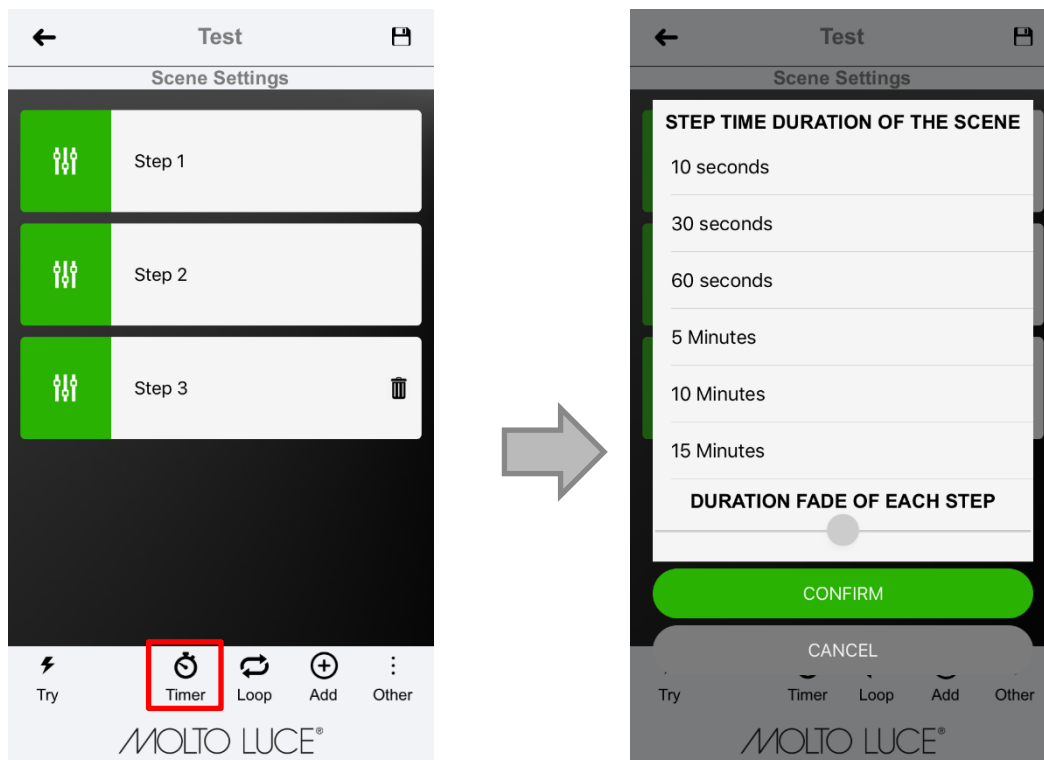 Test
Scene Settings
Step 1
Step 2
Step 3
Try Timer Loop Add Other
MOLTO LUCE®
Test
Scene Settings
STEP TIME DURATION OF THE SCENE
10 seconds
30 seconds
60 seconds
5 Minutes
10 Minutes
15 Minutes
DURATION FADE OF EACH STEP
CONFIRM
CANCEL
Try Timer Loop Add Other
MOLTO LUCE®